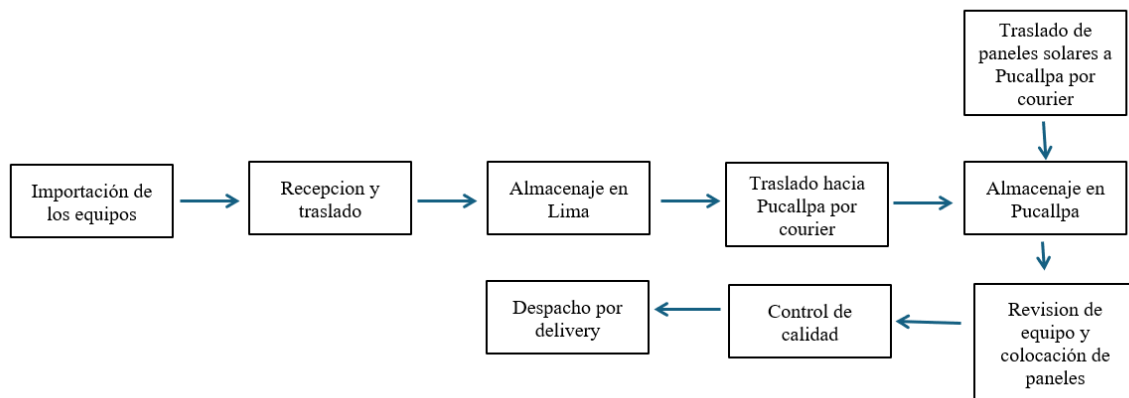 Importación de
los equipos
Recepcion y
traslado
Almacenaje en
Lima
Traslado hacia
Pucallpa por
courier
Traslado de
paneles solares a
Pucallpa por
courier
Almacenaje en
Pucallpa
Revision de
equipo y
colocación de
paneles
Control de
calidad
Despacho por
delivery